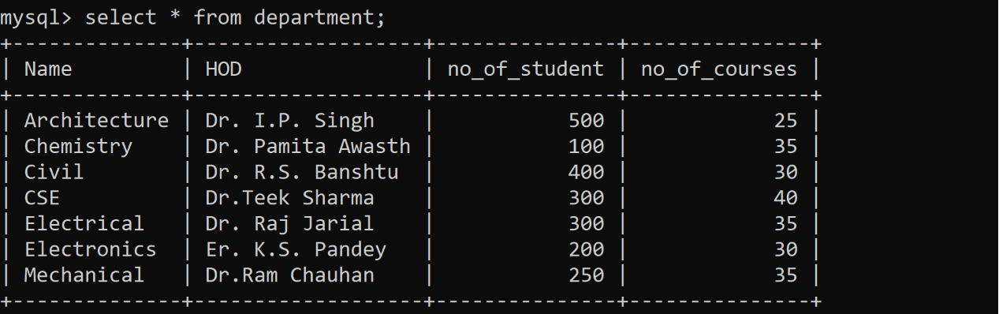 mysql> select * from department;
+--------------+-------------------+---------------+---------------+
| Name         | HOD               | no_of_student | no_of_courses |
+--------------+-------------------+---------------+---------------+
| Architecture | Dr. I.P. Singh    |           500 |            25 |
| Chemistry    | Dr. Pamita Awasth |           100 |            35 |
| Civil        | Dr. R.S. Banshtu  |           400 |            30 |
| CSE          | Dr.Teek Sharma    |           300 |            40 |
| Electrical   | Dr. Raj Jarial    |           300 |            35 |
| Electronics  | Er. K.S. Pandey   |           200 |            30 |
| Mechanical   | Dr.Ram Chauhan    |           250 |            35 |
+--------------+-------------------+---------------+---------------+